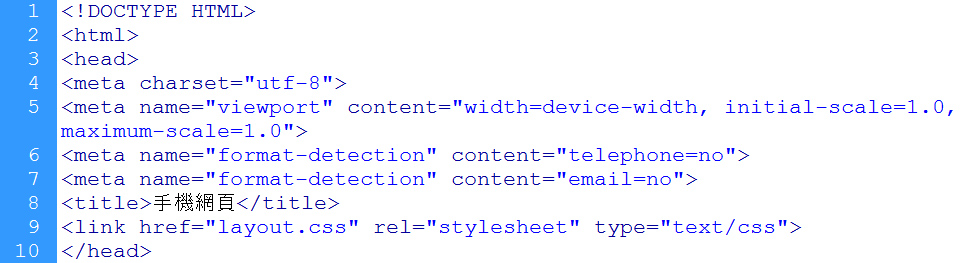 1 <!DOCTYPE HTML>
2 <html>
3 <head>
4 <meta charset="utf-8">
5 <meta name="viewport" content="width=device-width, initial-scale=1.0,
maximum-scale=1.0">
6 <meta name="format-detection" content="telephone=no">
7 <meta name="format-detection" content="email=no">
8 <title>手機網頁</title>
9 <link href="layout.css" rel="stylesheet" type="text/css">
10 </head>